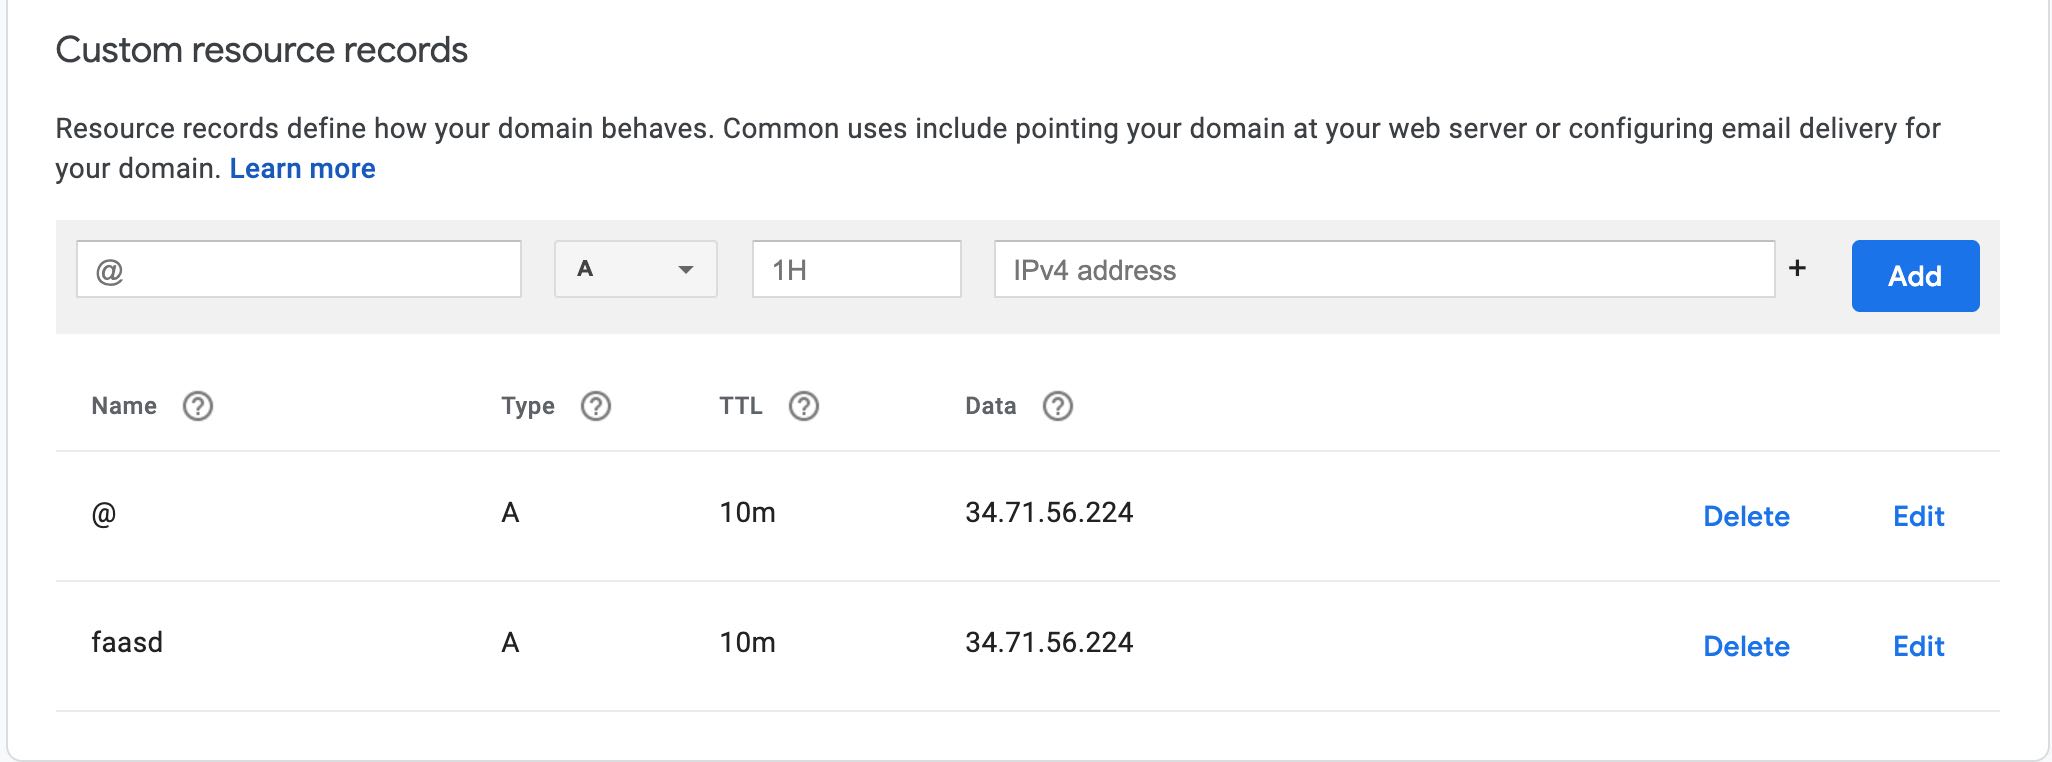 Custom resource records
Resource records define how your domain behaves. Common uses include pointing your domain at your web server or configuring email delivery for
your domain. Learn more
@ A 1H IPv4 address + Add
Name ? Type ? TTL ? Data ?
@ A 10m 34.71.56.224 Delete Edit
faasd A 10m 34.71.56.224 Delete Edit